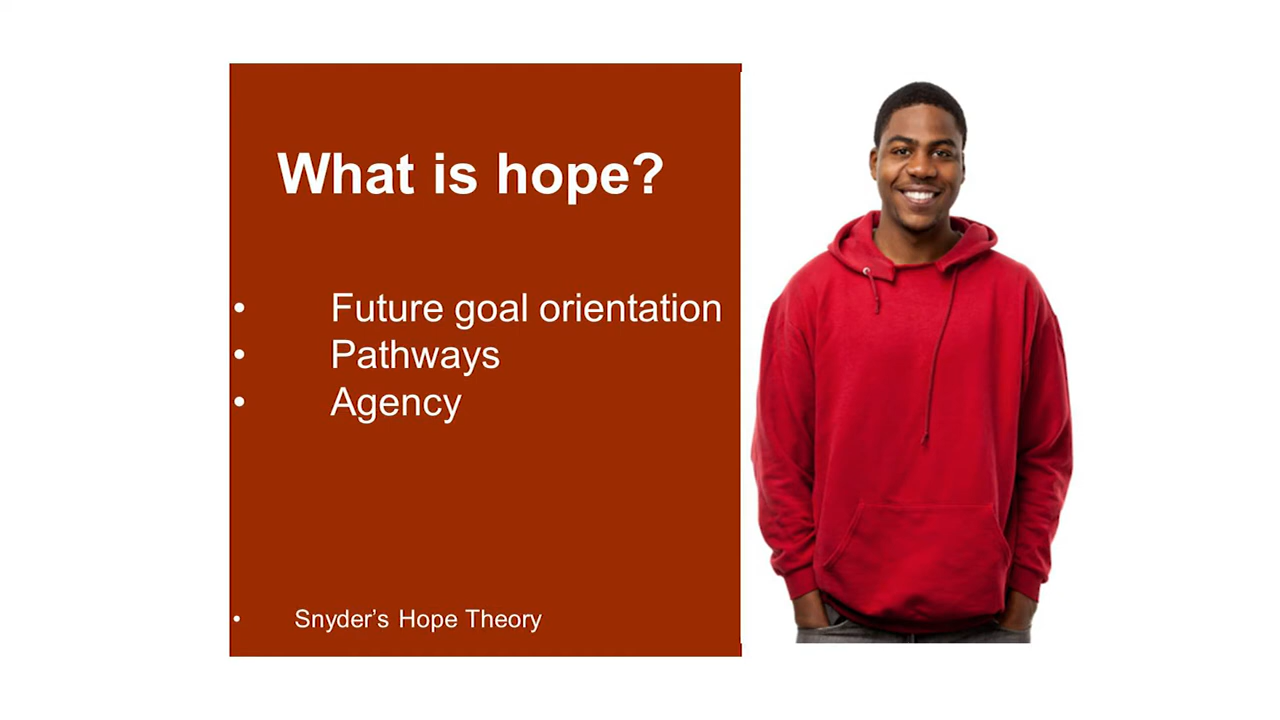 What is hope?
• Future goal orientation
• Pathways
• Agency
• Snyder’s Hope Theory